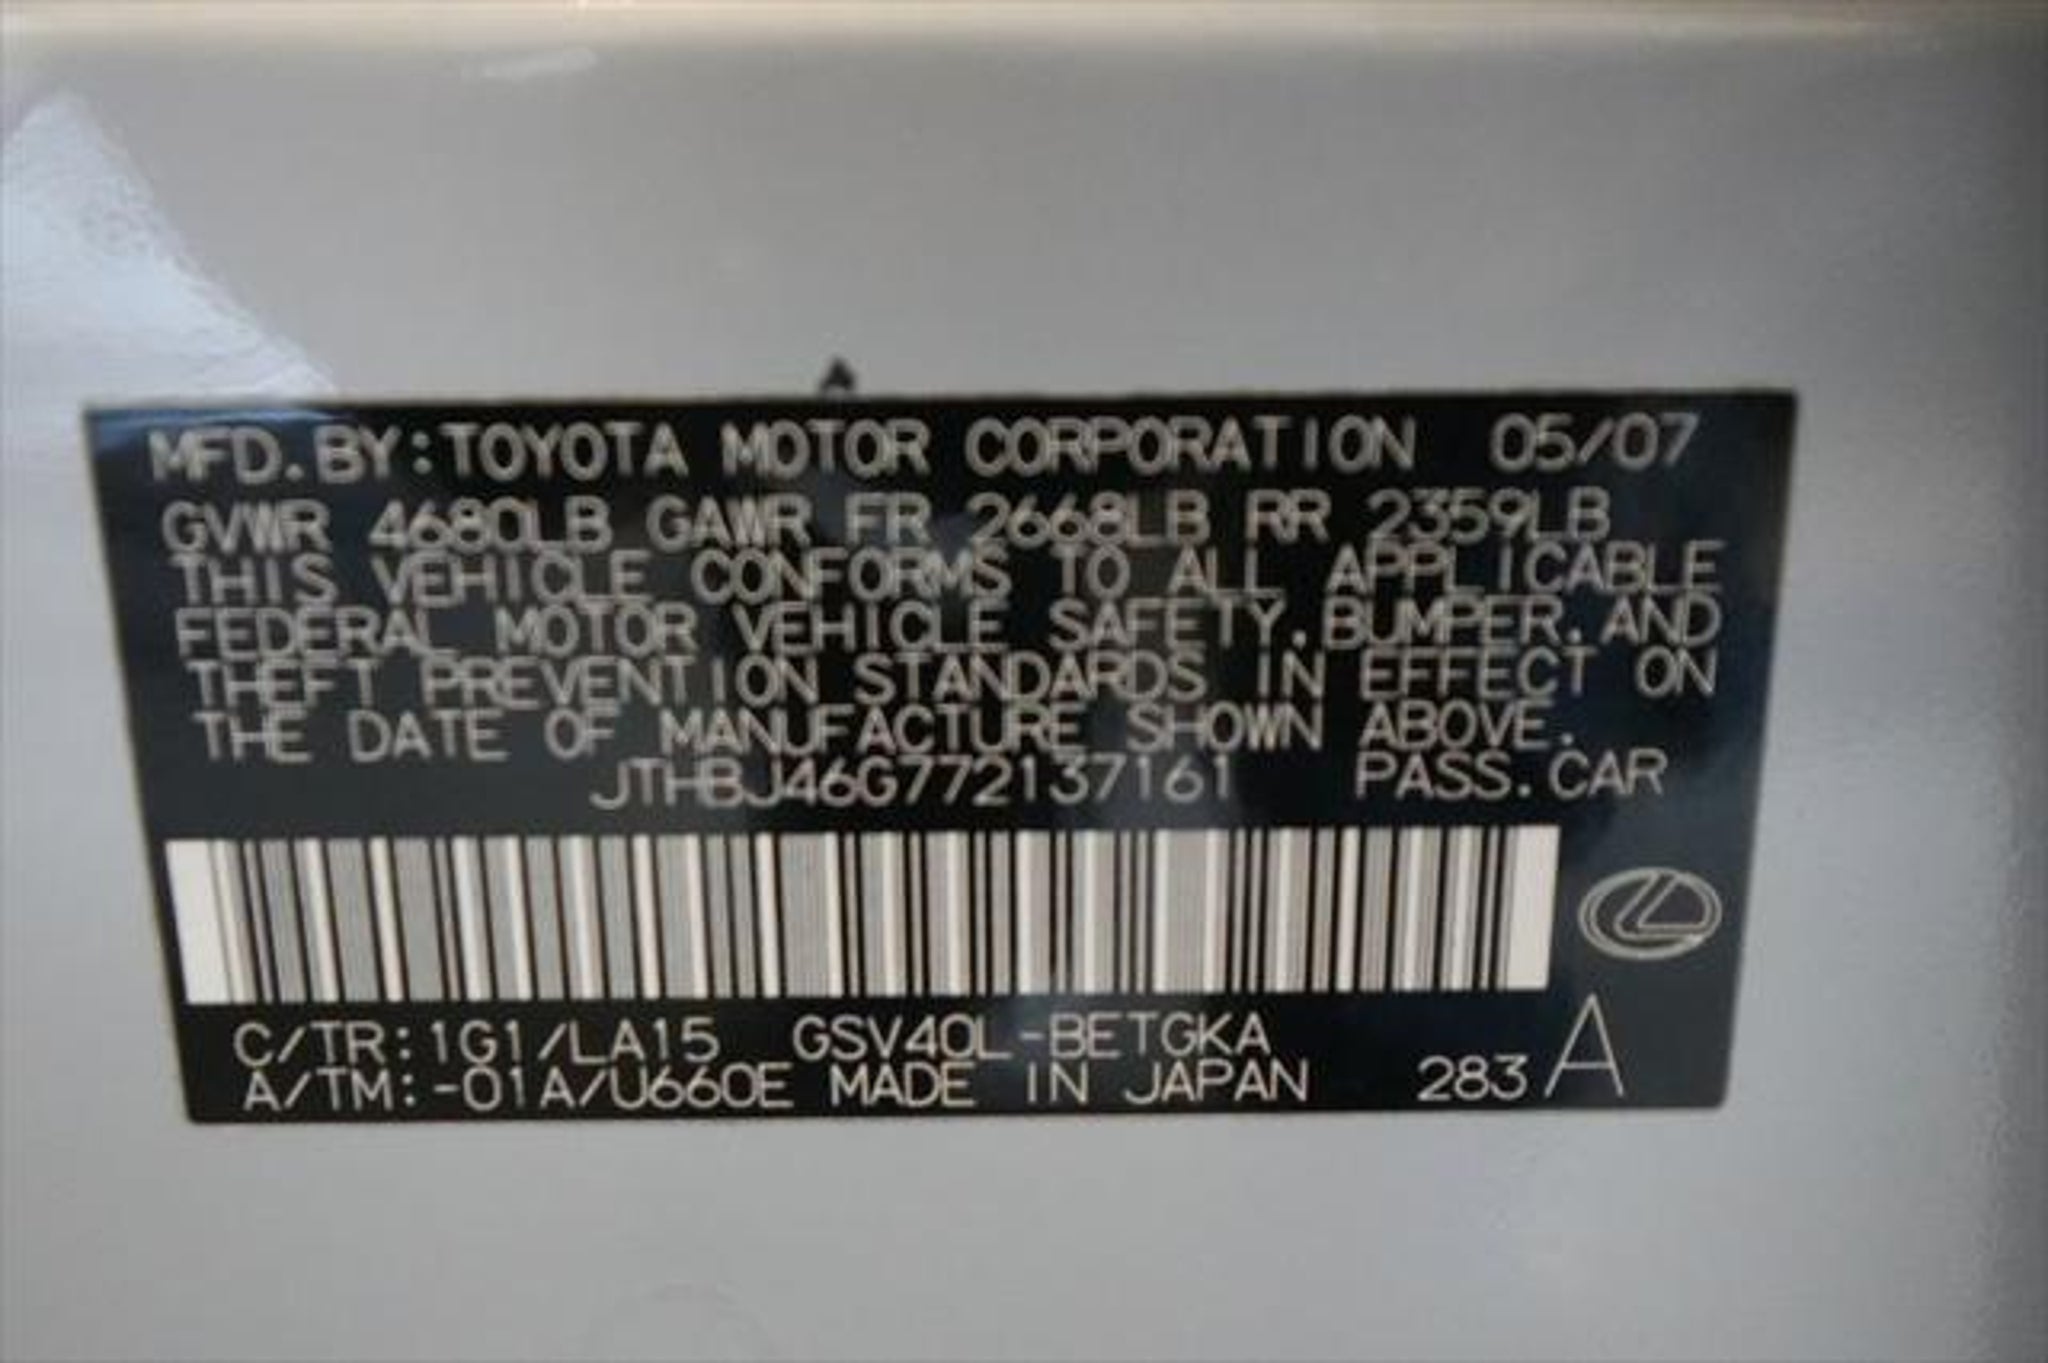 MFD. BY: TOYOTA MOTOR CORPORATION 05/07
GVWR 4680LB GAWR FR 2668LB RR 2359LB
THIS VEHICLE CONFORMS TO ALL APPLICABLE
FEDERAL MOTOR VEHICLE SAFETY, BUMPER, AND
THEFT PREVENTION STANDARDS IN EFFECT ON
THE DATE OF MANUFACTURE SHOWN ABOVE.
JTHBJ46G772137161 PASS. CAR
C/TR: 1G1/LA15 GSV40L-BETGKA
A/TM: -01A/U660E MADE IN JAPAN 283 A